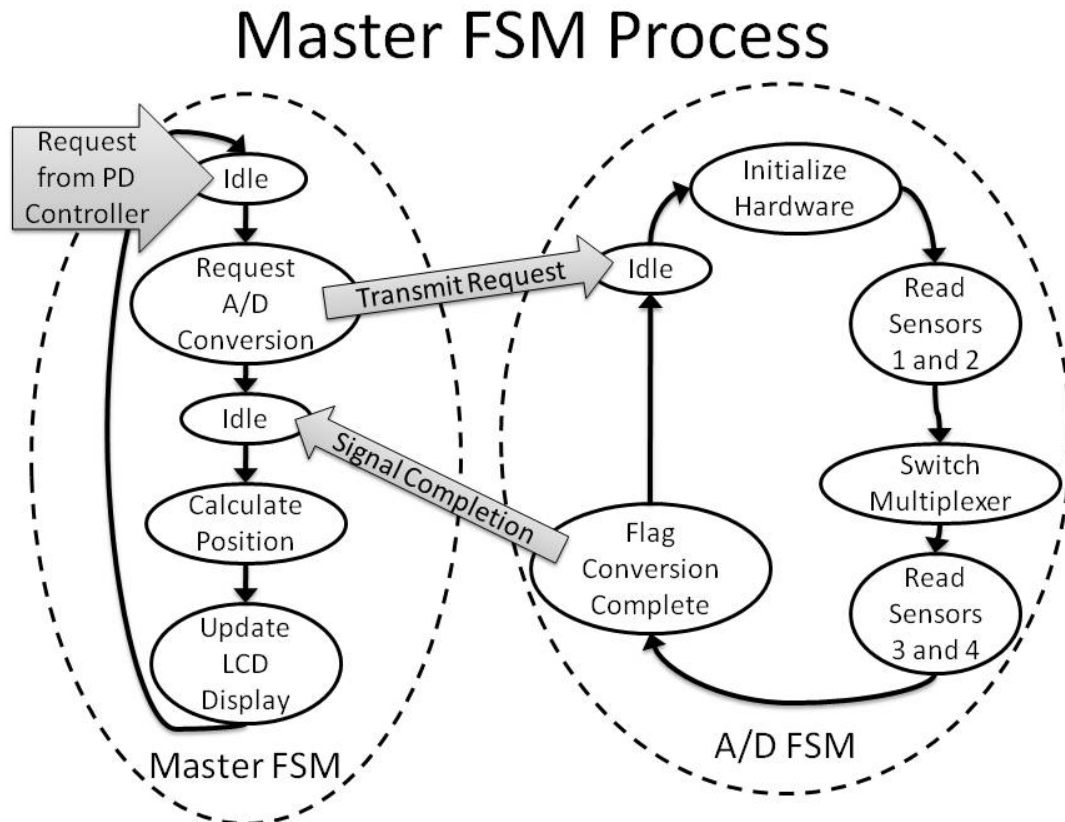 Master FSM Process
Request
from PD
Controller
Idle
Request
A/D
Conversion
Idle
Calculate
Position
Update
LCD
Display
Master FSM
Transmit Request
Signal Completion
Idle
Initialize
Hardware
Read
Sensors
1 and 2
Switch
Multiplexer
Read
Sensors
3 and 4
Flag
Conversion
Complete
A/D FSM